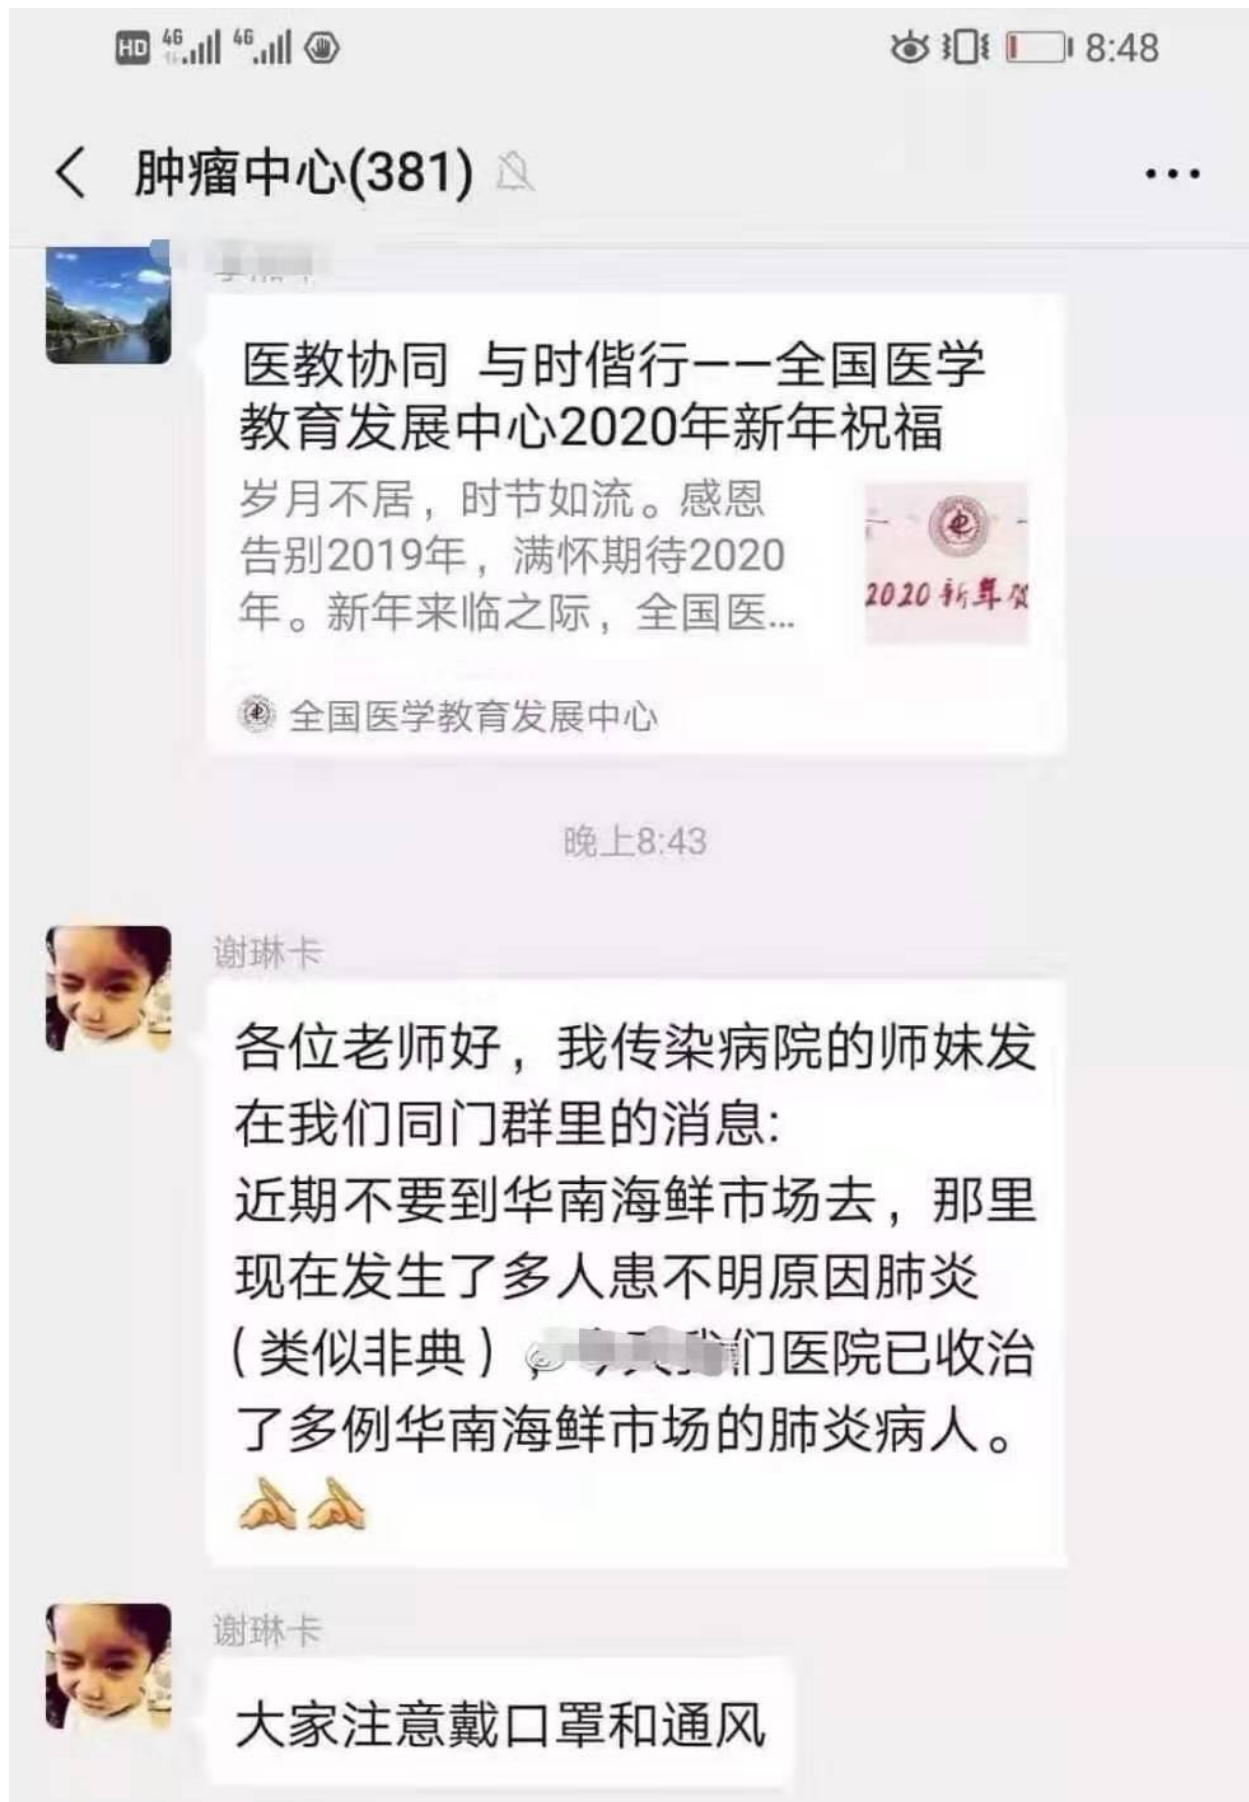 HD 4G 4G 8:48
肿瘤中心(381)
医教协同 与时偕行——全国医学
教育发展中心2020年新年祝福
岁月不居，时节如流。感恩
告别2019年，满怀期待2020
年。新年来临之际，全国医...
2020新年贺
全国医学教育发展中心
晚上8:43
谢琳卡
各位老师好，我传染病院的师妹发
在我们同门群里的消息:
近期不要到华南海鲜市场去，那里
现在发生了多人患不明原因肺炎
（类似非典），们医院已收治
了多例华南海鲜市场的肺炎病人。
谢琳卡
大家注意戴口罩和通风